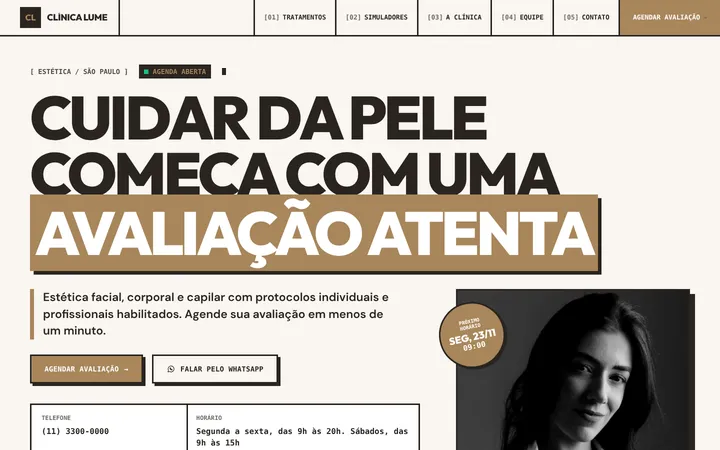 CL CLÍNICA LUME
[01] TRATAMENTOS
[02] SIMULADORES
[03] A CLÍNICA
[04] EQUIPE
[05] CONTATO
AGENDAR AVALIAÇÃO →
[ ESTÉTICA / SÃO PAULO ]
AGENDA ABERTA
CUIDAR DA PELE
COMEÇA COM UMA
AVALIAÇÃO ATENTA
Estética facial, corporal e capilar com protocolos individuais e
profissionais habilitados. Agende sua avaliação em menos de
um minuto.
AGENDAR AVALIAÇÃO →
FALAR PELO WHATSAPP
PRÓXIMO
HORÁRIO
SEG, 23/11
09:00
TELEFONE
(11) 3300-0000
HORÁRIO
Segunda a sexta, das 9h às 20h. Sábados, das
9h às 15h